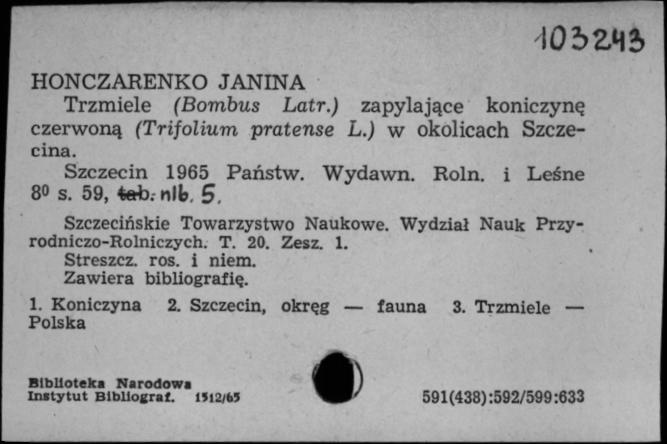 103243
HONCZARENKO JANINA
Trzmiele (Bombus Latr.) zapylające koniczynę
czerwoną (Trifolium pratense L.) w okolicach Szcze-
cina.
Szczecin 1965 Państw. Wydawn. Roln. i Leśne
8⁰ s. 59, tab. nlb. 5.
Szczecińskie Towarzystwo Naukowe. Wydział Nauk Przy-
rodniczo-Rolniczych. T. 20. Zesz. 1.
Streszcz. ros. i niem.
Zawiera bibliografię.
1. Koniczyna 2. Szczecin, okręg — fauna 3. Trzmiele —
Polska
Biblioteka Narodowa
Instytut Bibliograf. 1512/65
591(438):592/599:633